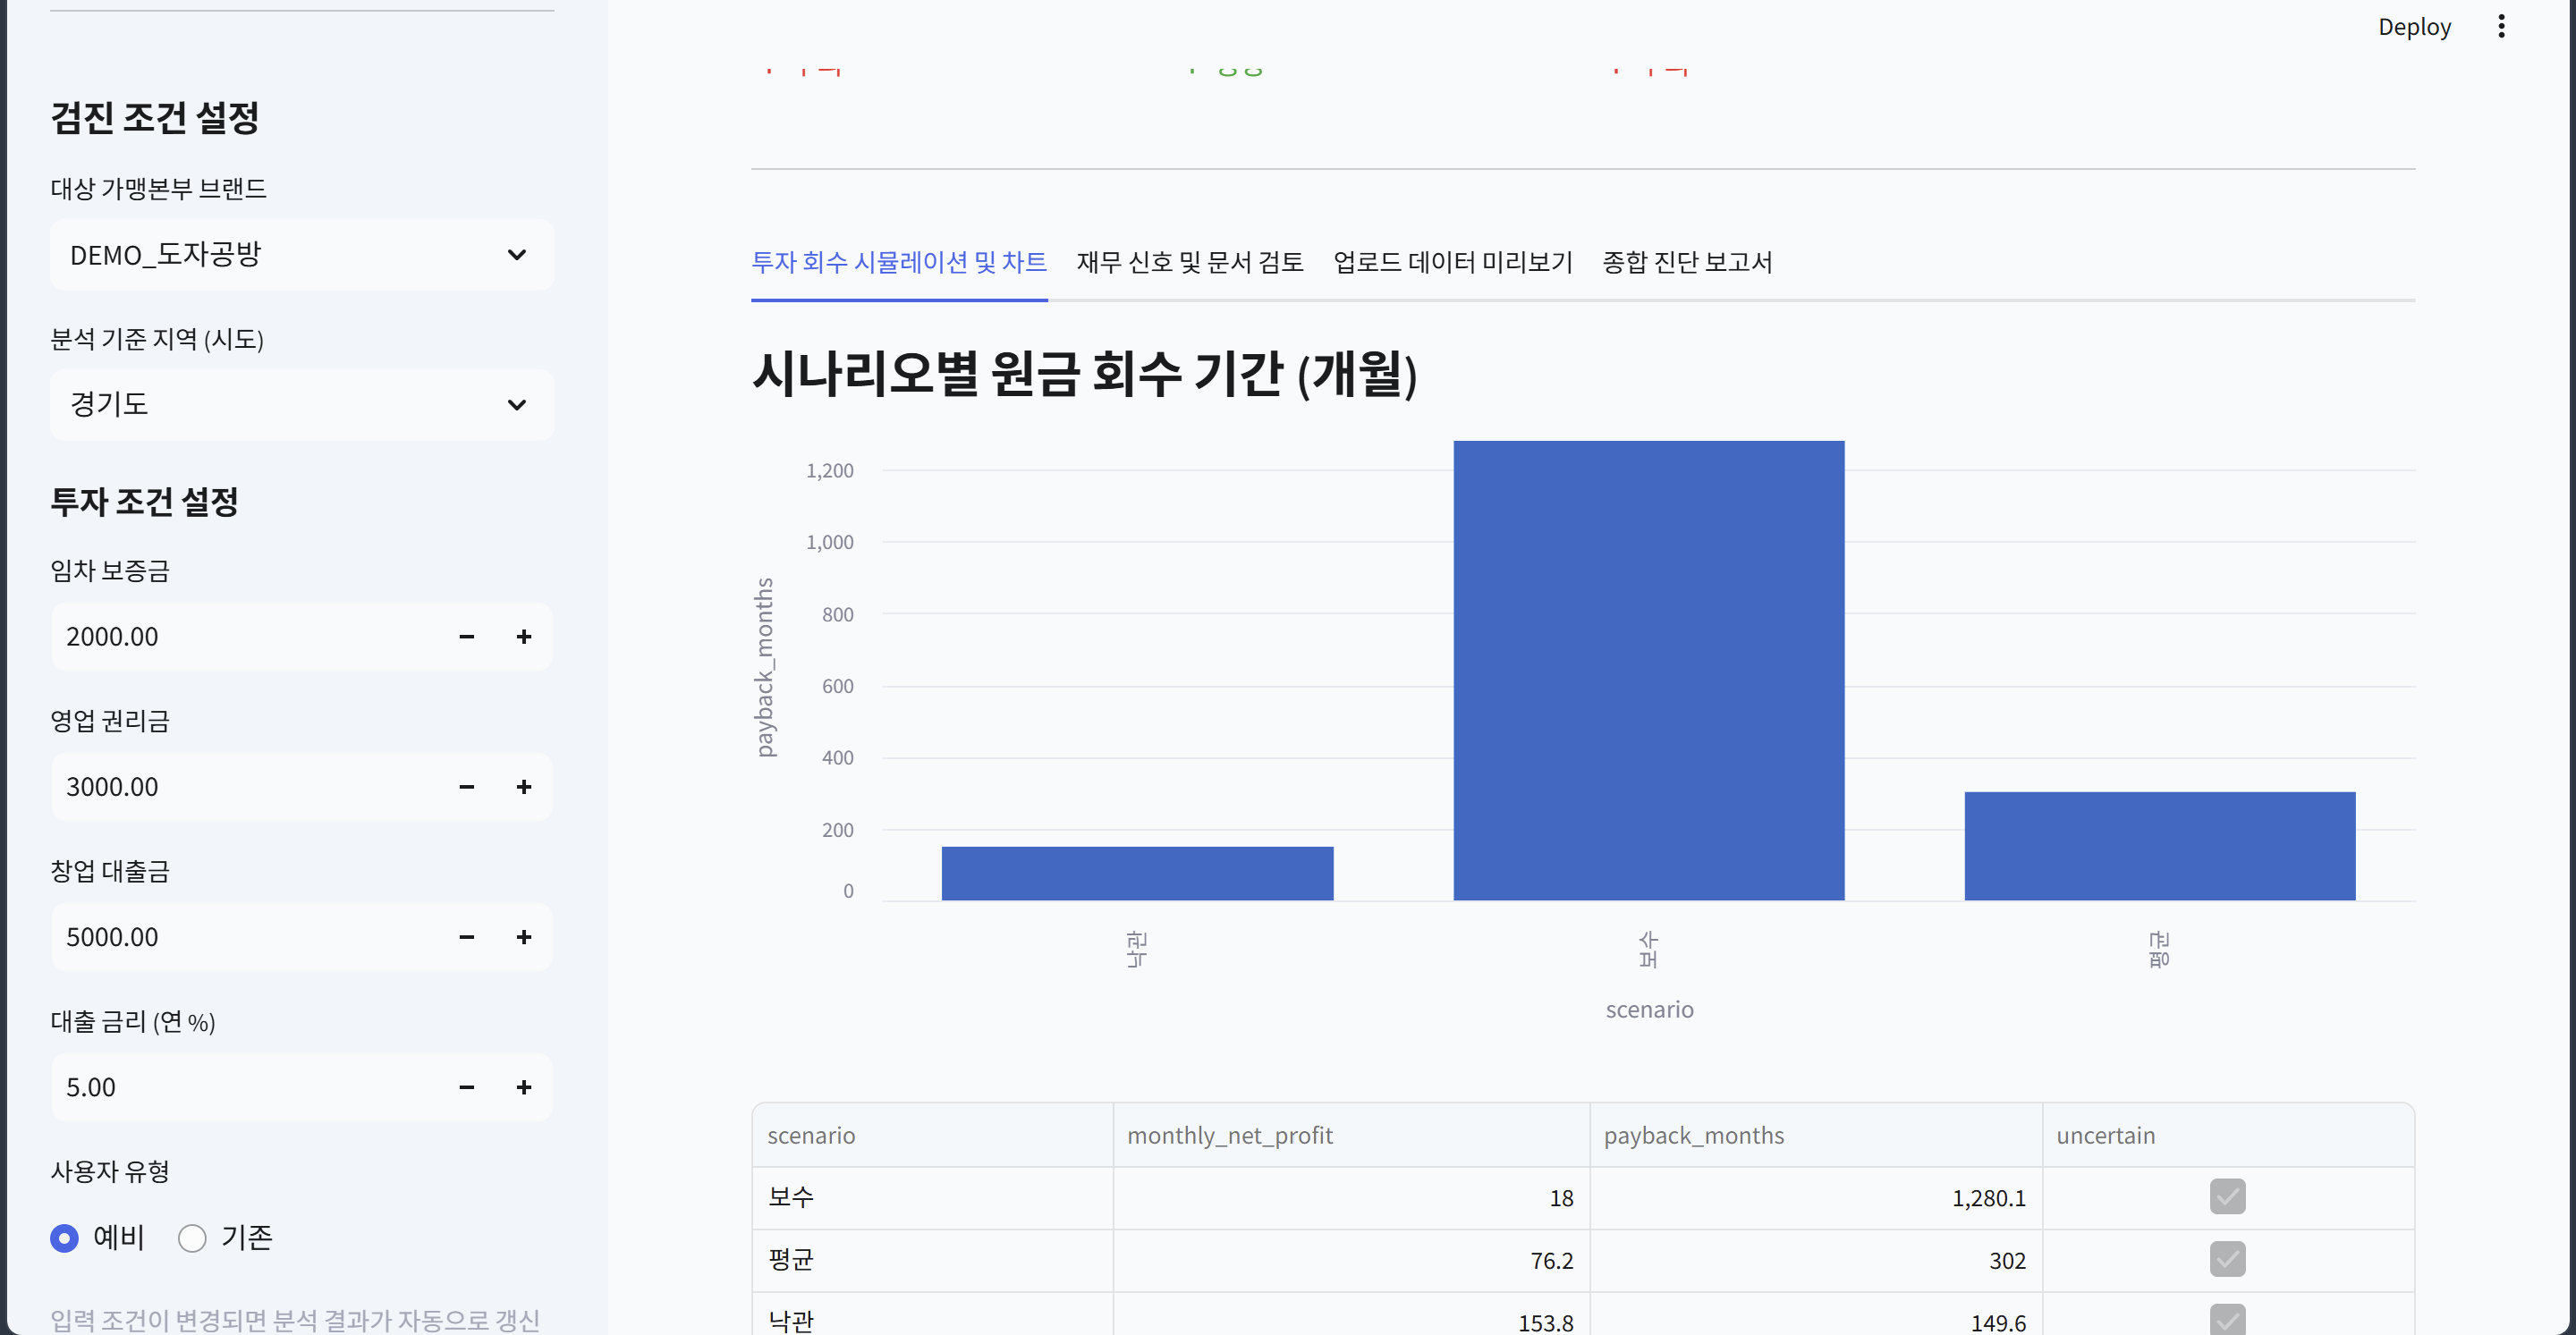 Deploy
검진 조건 설정
대상 가맹본부 브랜드
DEMO_도자공방
분석 기준 지역 (시도)
경기도
투자 조건 설정
임차 보증금
2000.00
영업 권리금
3000.00
창업 대출금
5000.00
대출 금리 (연 %)
5.00
사용자 유형
예비 기존
입력 조건이 변경되면 분석 결과가 자동으로 갱신
투자 회수 시뮬레이션 및 차트 재무 신호 및 문서 검토 업로드 데이터 미리보기 종합 진단 보고서
시나리오별 원금 회수 기간 (개월)
payback_months
1,200
1,000
800
600
400
200
0
낙관 보수 평균
scenario
scenario monthly_net_profit payback_months uncertain
보수 18 1,280.1
평균 76.2 302
낙관 153.8 149.6